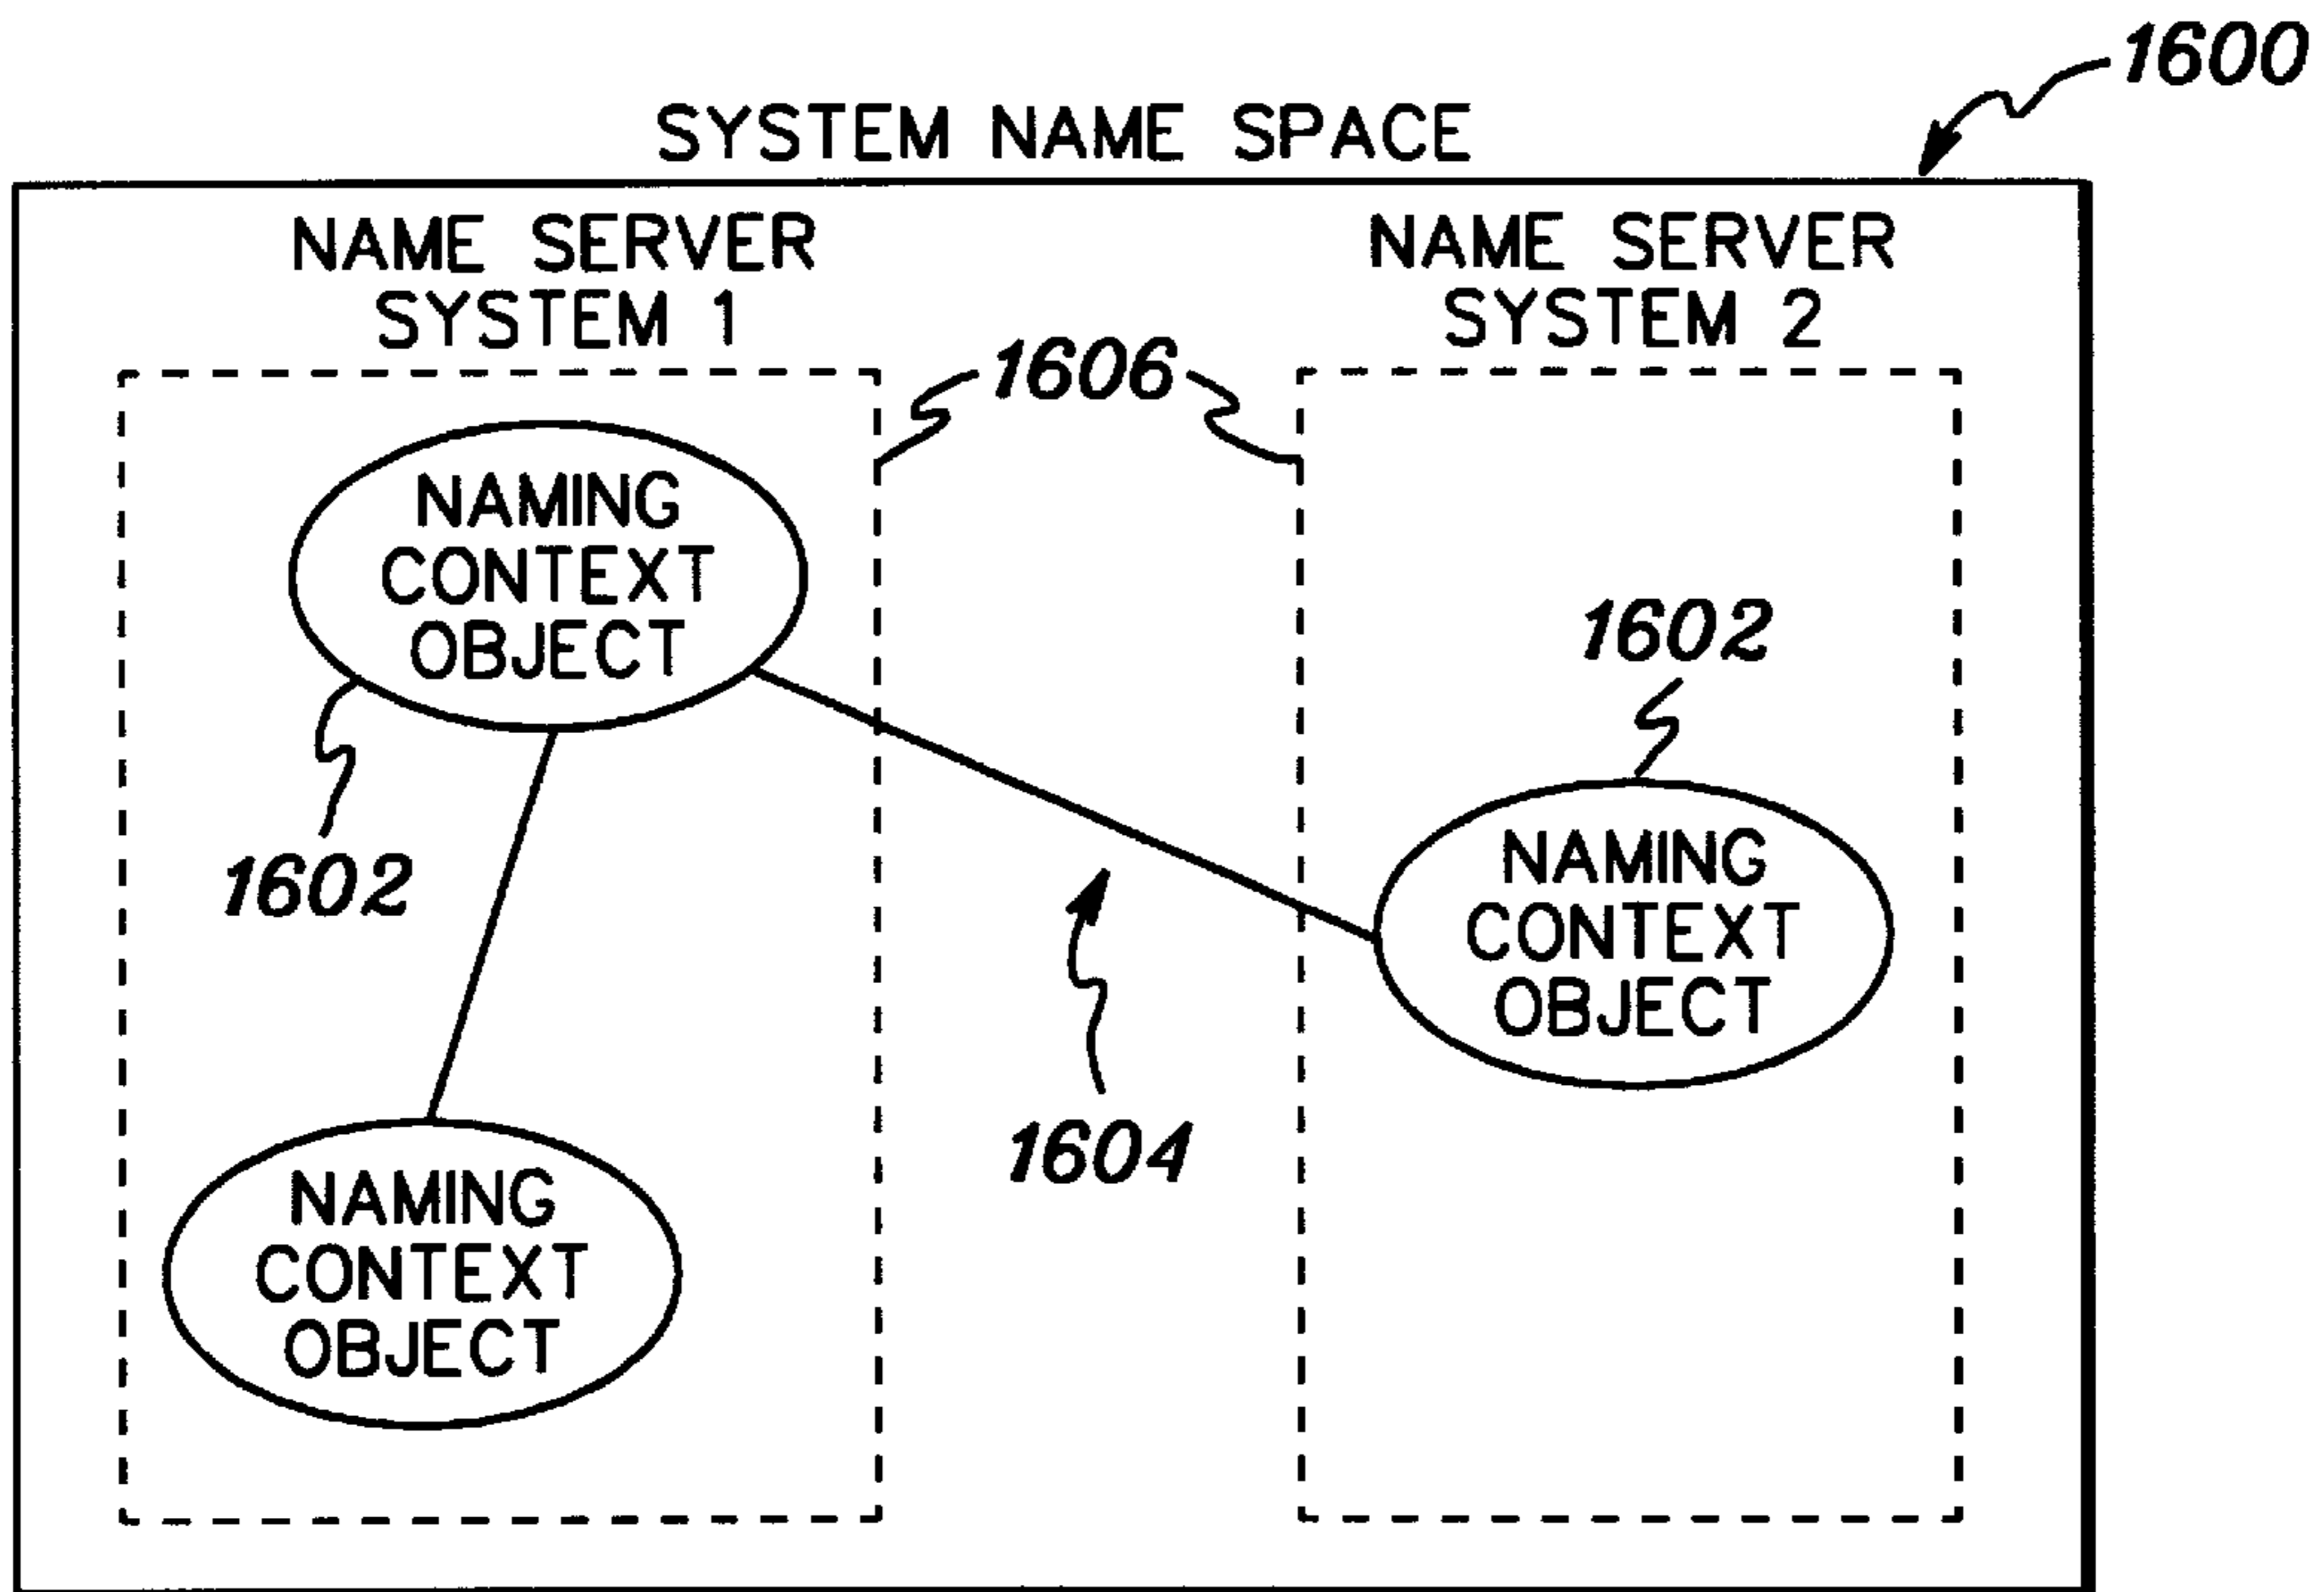 1600
SYSTEM NAME SPACE
NAME SERVER
SYSTEM 1
NAME SERVER
SYSTEM 2
1606
NAMING
CONTEXT
OBJECT
1602
1602
NAMING
CONTEXT
OBJECT
1604
NAMING
CONTEXT
OBJECT